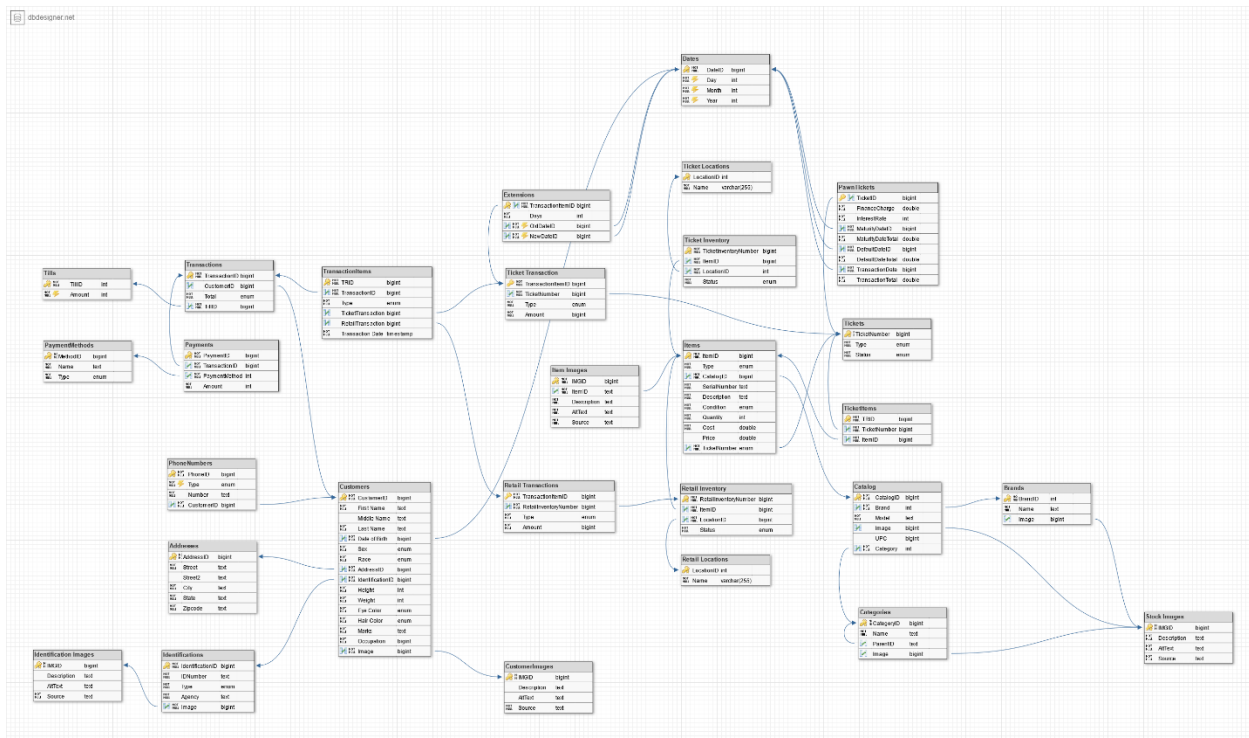 dbdesigner.net
Dates
DateID bigint
Day int
Month int
Year int
Ticket Locations
LocationID int
Name varchar(255)
PawnTickets
TicketID bigint
FinanceCharge double
InterestRate int
MaturityDateID bigint
MaturityDateTotal double
DefaultDateID bigint
DefaultDateTotal double
TransactionDate bigint
TransactionTotal double
Extensions
TransactionItemID bigint
Days int
OldDateID bigint
NewDateID bigint
Ticket Inventory
TicketInventoryNumber bigint
ItemID bigint
LocationID int
Status enum
Tills
TillID int
Amount int
Transactions
TransactionID bigint
CustomerID bigint
Total enum
TillID bigint
TransactionItems
TRID bigint
TransactionID bigint
Type enum
TicketTransaction bigint
RetailTransaction bigint
Transaction Date timestamp
Ticket Transaction
TransactionItemID bigint
TicketNumber bigint
Type enum
Amount bigint
Tickets
TicketNumber bigint
Type enum
Status enum
PaymentMethods
MethodID bigint
Name text
Type enum
Payments
PaymentID bigint
TransactionID bigint
PaymentMethod int
Amount int
Items
ItemID bigint
Type enum
CatalogID bigint
SerialNumber text
Description text
Condition enum
Quantity int
Cost double
Price double
TicketNumber enum
Item Images
IMGID bigint
ItemID text
Description text
AltText text
Source text
TicketItems
TRID bigint
TicketNumber bigint
ItemID bigint
PhoneNumbers
PhoneID bigint
Type enum
Number text
CustomerID bigint
Customers
CustomerID bigint
First Name text
Middle Name text
Last Name text
Date of Birth bigint
Sex enum
Race enum
AddressID bigint
IdentificationID bigint
Height int
Weight int
Eye Color enum
Hair Color enum
Marks text
Occupation bigint
Image bigint
Retail Transactions
TransactionItemID bigint
RetailInventoryNumber bigint
Type enum
Amount bigint
Retail Inventory
RetailInventoryNumber bigint
ItemID bigint
LocationID bigint
Status enum
Catalog
CatalogID bigint
Brand int
Model text
Image bigint
UPC bigint
Category int
Brands
BrandID int
Name text
Image bigint
Addresses
AddressID bigint
Street text
Street2 text
City text
State text
Zipcode text
Retail Locations
LocationID int
Name varchar(255)
Categories
CategoryID bigint
Name text
ParentID text
Image bigint
Stock Images
IMGID bigint
Description text
AltText text
Source text
Identification Images
IMGID bigint
Description text
AltText text
Source text
Identifications
IdentificationID bigint
IDNumber text
Type enum
Agency text
Image bigint
CustomerImages
IMGID bigint
Description text
AltText text
Source text